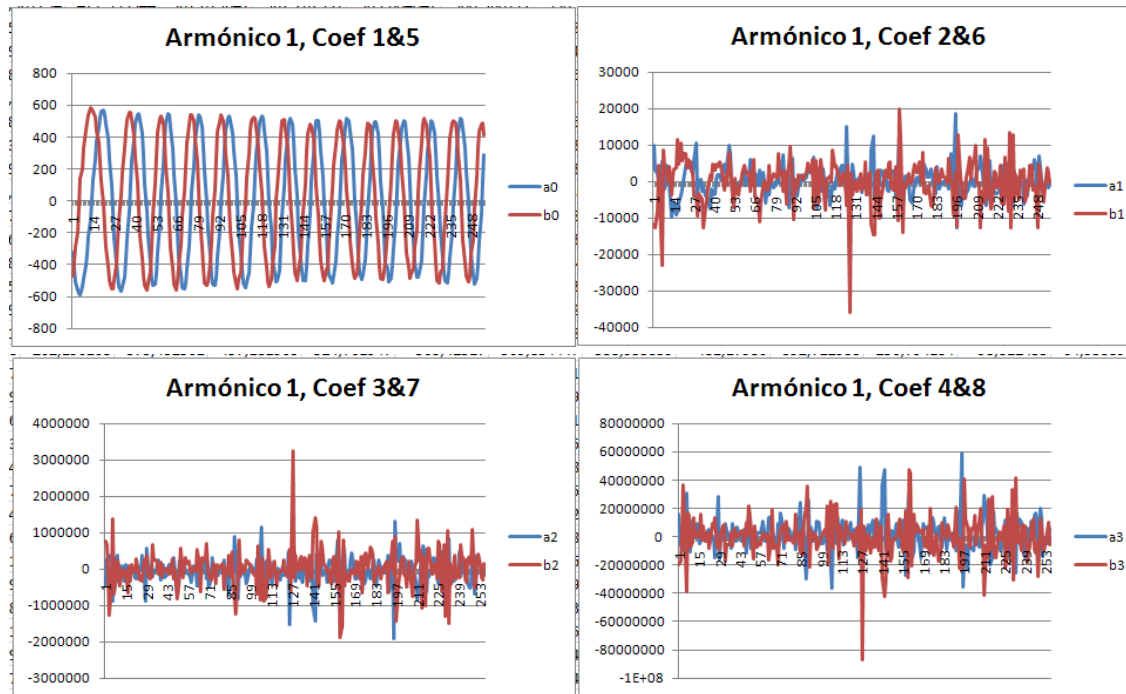 Armónico 1, Coef 1&5
800
600
400
200
0
-200
-400
-600
-800
1 14 27 40 53 66 79 92 105 118 131 144 157 170 183 196 209 222 235 248
a0
b0
Armónico 1, Coef 2&6
30000
20000
10000
0
-10000
-20000
-30000
-40000
1 14 27 40 53 66 79 92 105 118 131 144 157 170 183 196 209 222 235 248
a1
b1
Armónico 1, Coef 3&7
4000000
3000000
2000000
1000000
0
-1000000
-2000000
-3000000
1 15 29 43 57 71 85 99 113 127 141 155 169 183 197 211 225 239 253
a2
b2
Armónico 1, Coef 4&8
80000000
60000000
40000000
20000000
0
-20000000
-40000000
-60000000
-80000000
-1E+08
1 15 29 43 57 71 85 99 113 127 141 155 169 183 197 211 225 239 253
a3
b3